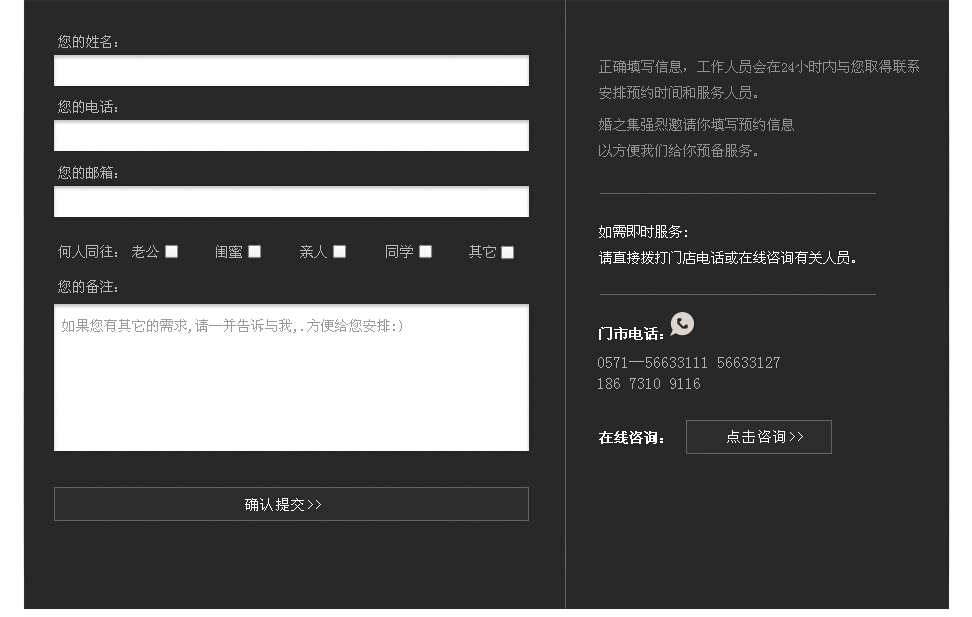 您的姓名：
您的电话：
您的邮箱：
何人同往： 老公 闺蜜 亲人 同学 其它
您的备注：
如果您有其它的需求,请一并告诉与我,.方便给您安排:)
确认提交>>
正确填写信息，工作人员会在24小时内与您取得联系
安排预约时间和服务人员。
婚之集强烈邀请你填写预约信息
以方便我们给你预备服务。
如需即时服务：
请直接拨打门店电话或在线咨询有关人员。
门市电话：
0571—56633111 56633127
186 7310 9116
在线咨询： 点击咨询>>